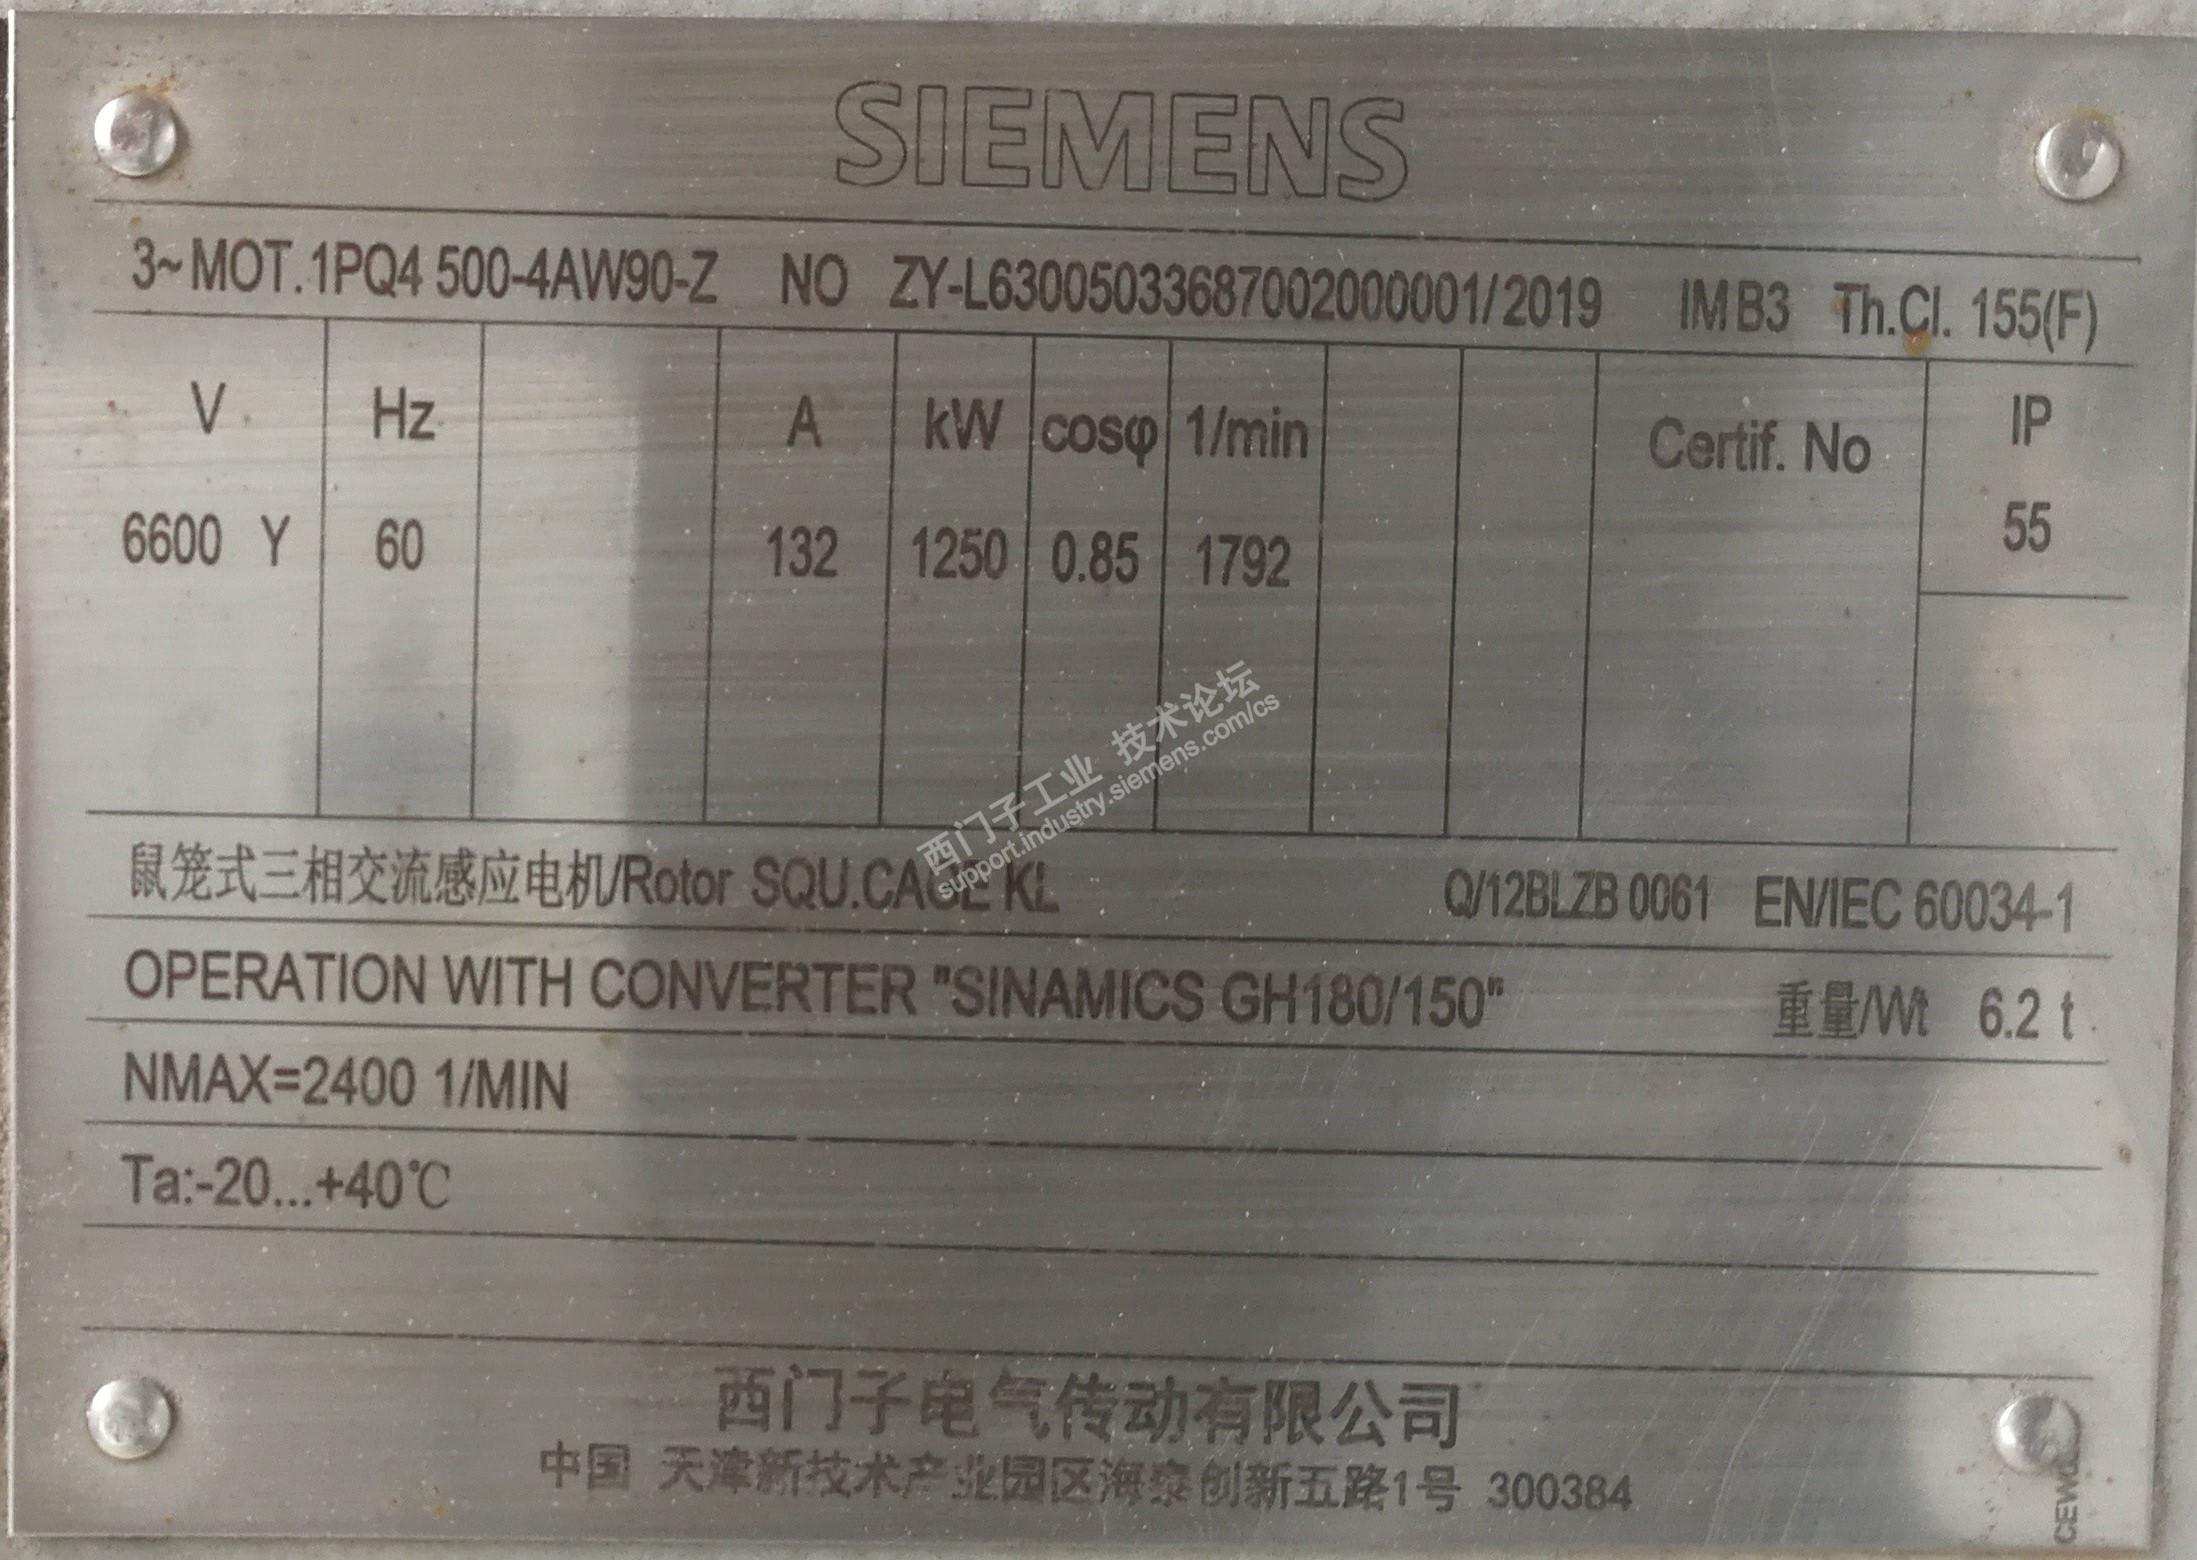 SIEMENS
3~MOT.1PQ4 500-4AW90-Z NO ZY-L63005033687002000001/2019 IM B3 Th.Cl. 155(F)
V Hz A kW cosφ 1/min Certif. No IP
6600 Y 60 132 1250 0.85 1792 55
西门子工业 技术论坛
support.industry.siemens.com/cs
鼠笼式三相交流感应电机/Rotor SQU.CAGE KL Q/12BLZB 0061 EN/IEC 60034-1
OPERATION WITH CONVERTER "SINAMICS GH180/150" 重量/Wt 6.2 t
NMAX=2400 1/MIN
Ta:-20...+40℃
西门子电气传动有限公司
中国 天津新技术产业园区海泰创新五路1号 300384